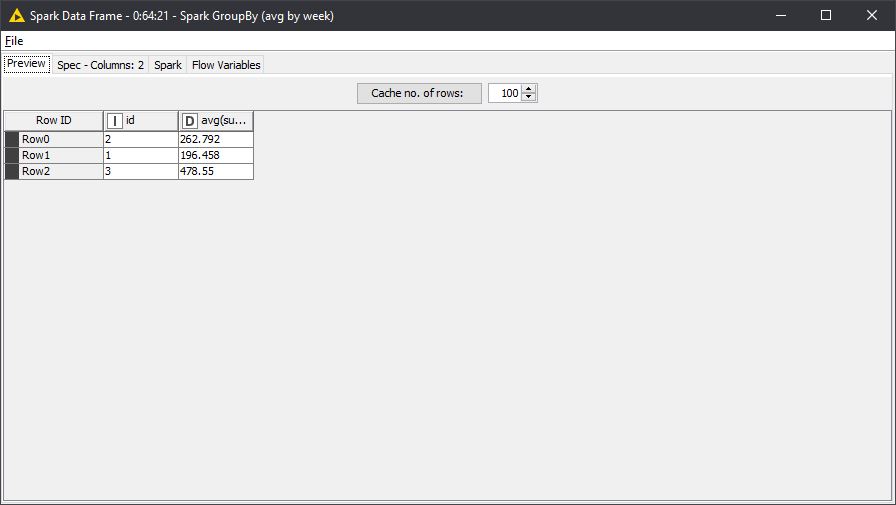 Spark Data Frame - 0:64:21 - Spark GroupBy (avg by week)
File
Preview Spec - Columns: 2 Spark Flow Variables
Cache no. of rows: 100
Row ID I id D avg(su...
Row0 2 262.792
Row1 1 196.458
Row2 3 478.55